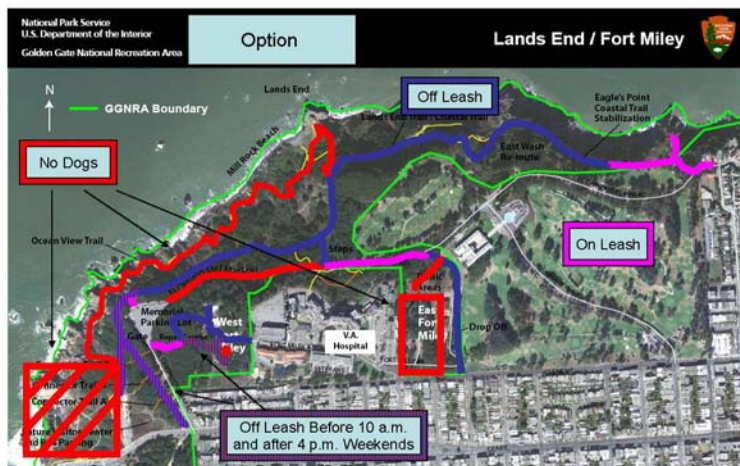 National Park Service
U.S. Department of the Interior
Golden Gate National Recreation Area
Option
Lands End / Fort Miley
N
GGNRA Boundary
Lands End
Off Leash
Eagle's Point
Coastal Trail
Stabilization
Lands End Trail / Coastal Trail
East Wash
Re-route
No Dogs
Mill Rock Beach
Ocean View Trail
On Leash
Steps
Memorial
Parking Lot
West
Gate
Areas
East
Fort
Miley
V.A.
Hospital
Drop Off
Connector Trail
Off Leash Before 10 a.m.
and after 4 p.m. Weekends